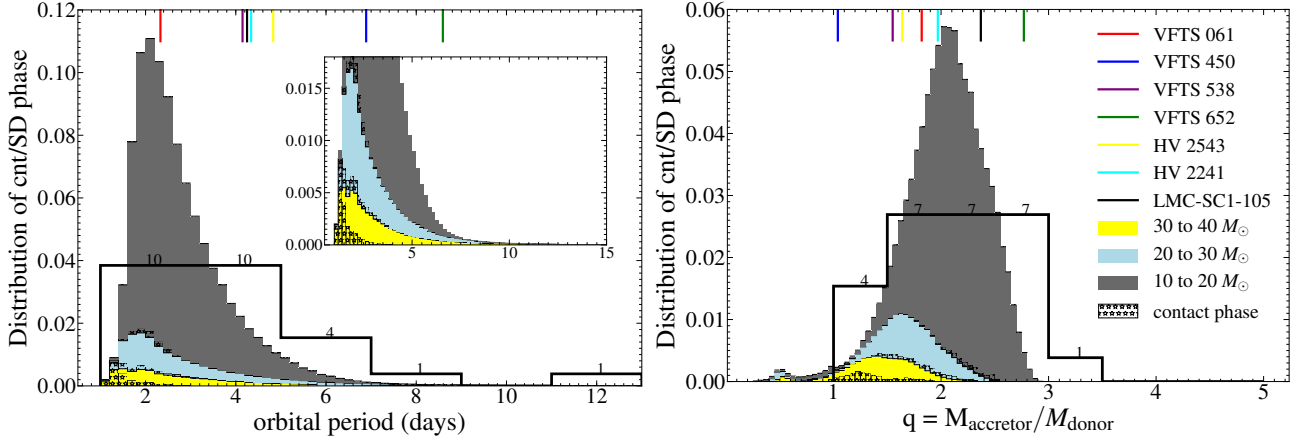 0.12
0.10
0.08
0.06
0.04
0.02
0.00
Distribution of cnt/SD phase
2
4
6
8
10
12
orbital period (days)
10
10
4
1
1
0.015
0.010
0.005
0.000
5
10
15
0.06
0.05
0.04
0.03
0.02
0.01
0.00
Distribution of cnt/SD phase
1
2
3
4
5
q = M_accretor/M_donor
4
7
7
7
1
VFTS 061
VFTS 450
VFTS 538
VFTS 652
HV 2543
HV 2241
LMC-SC1-105
30 to 40 M☉
20 to 30 M☉
10 to 20 M☉
contact phase